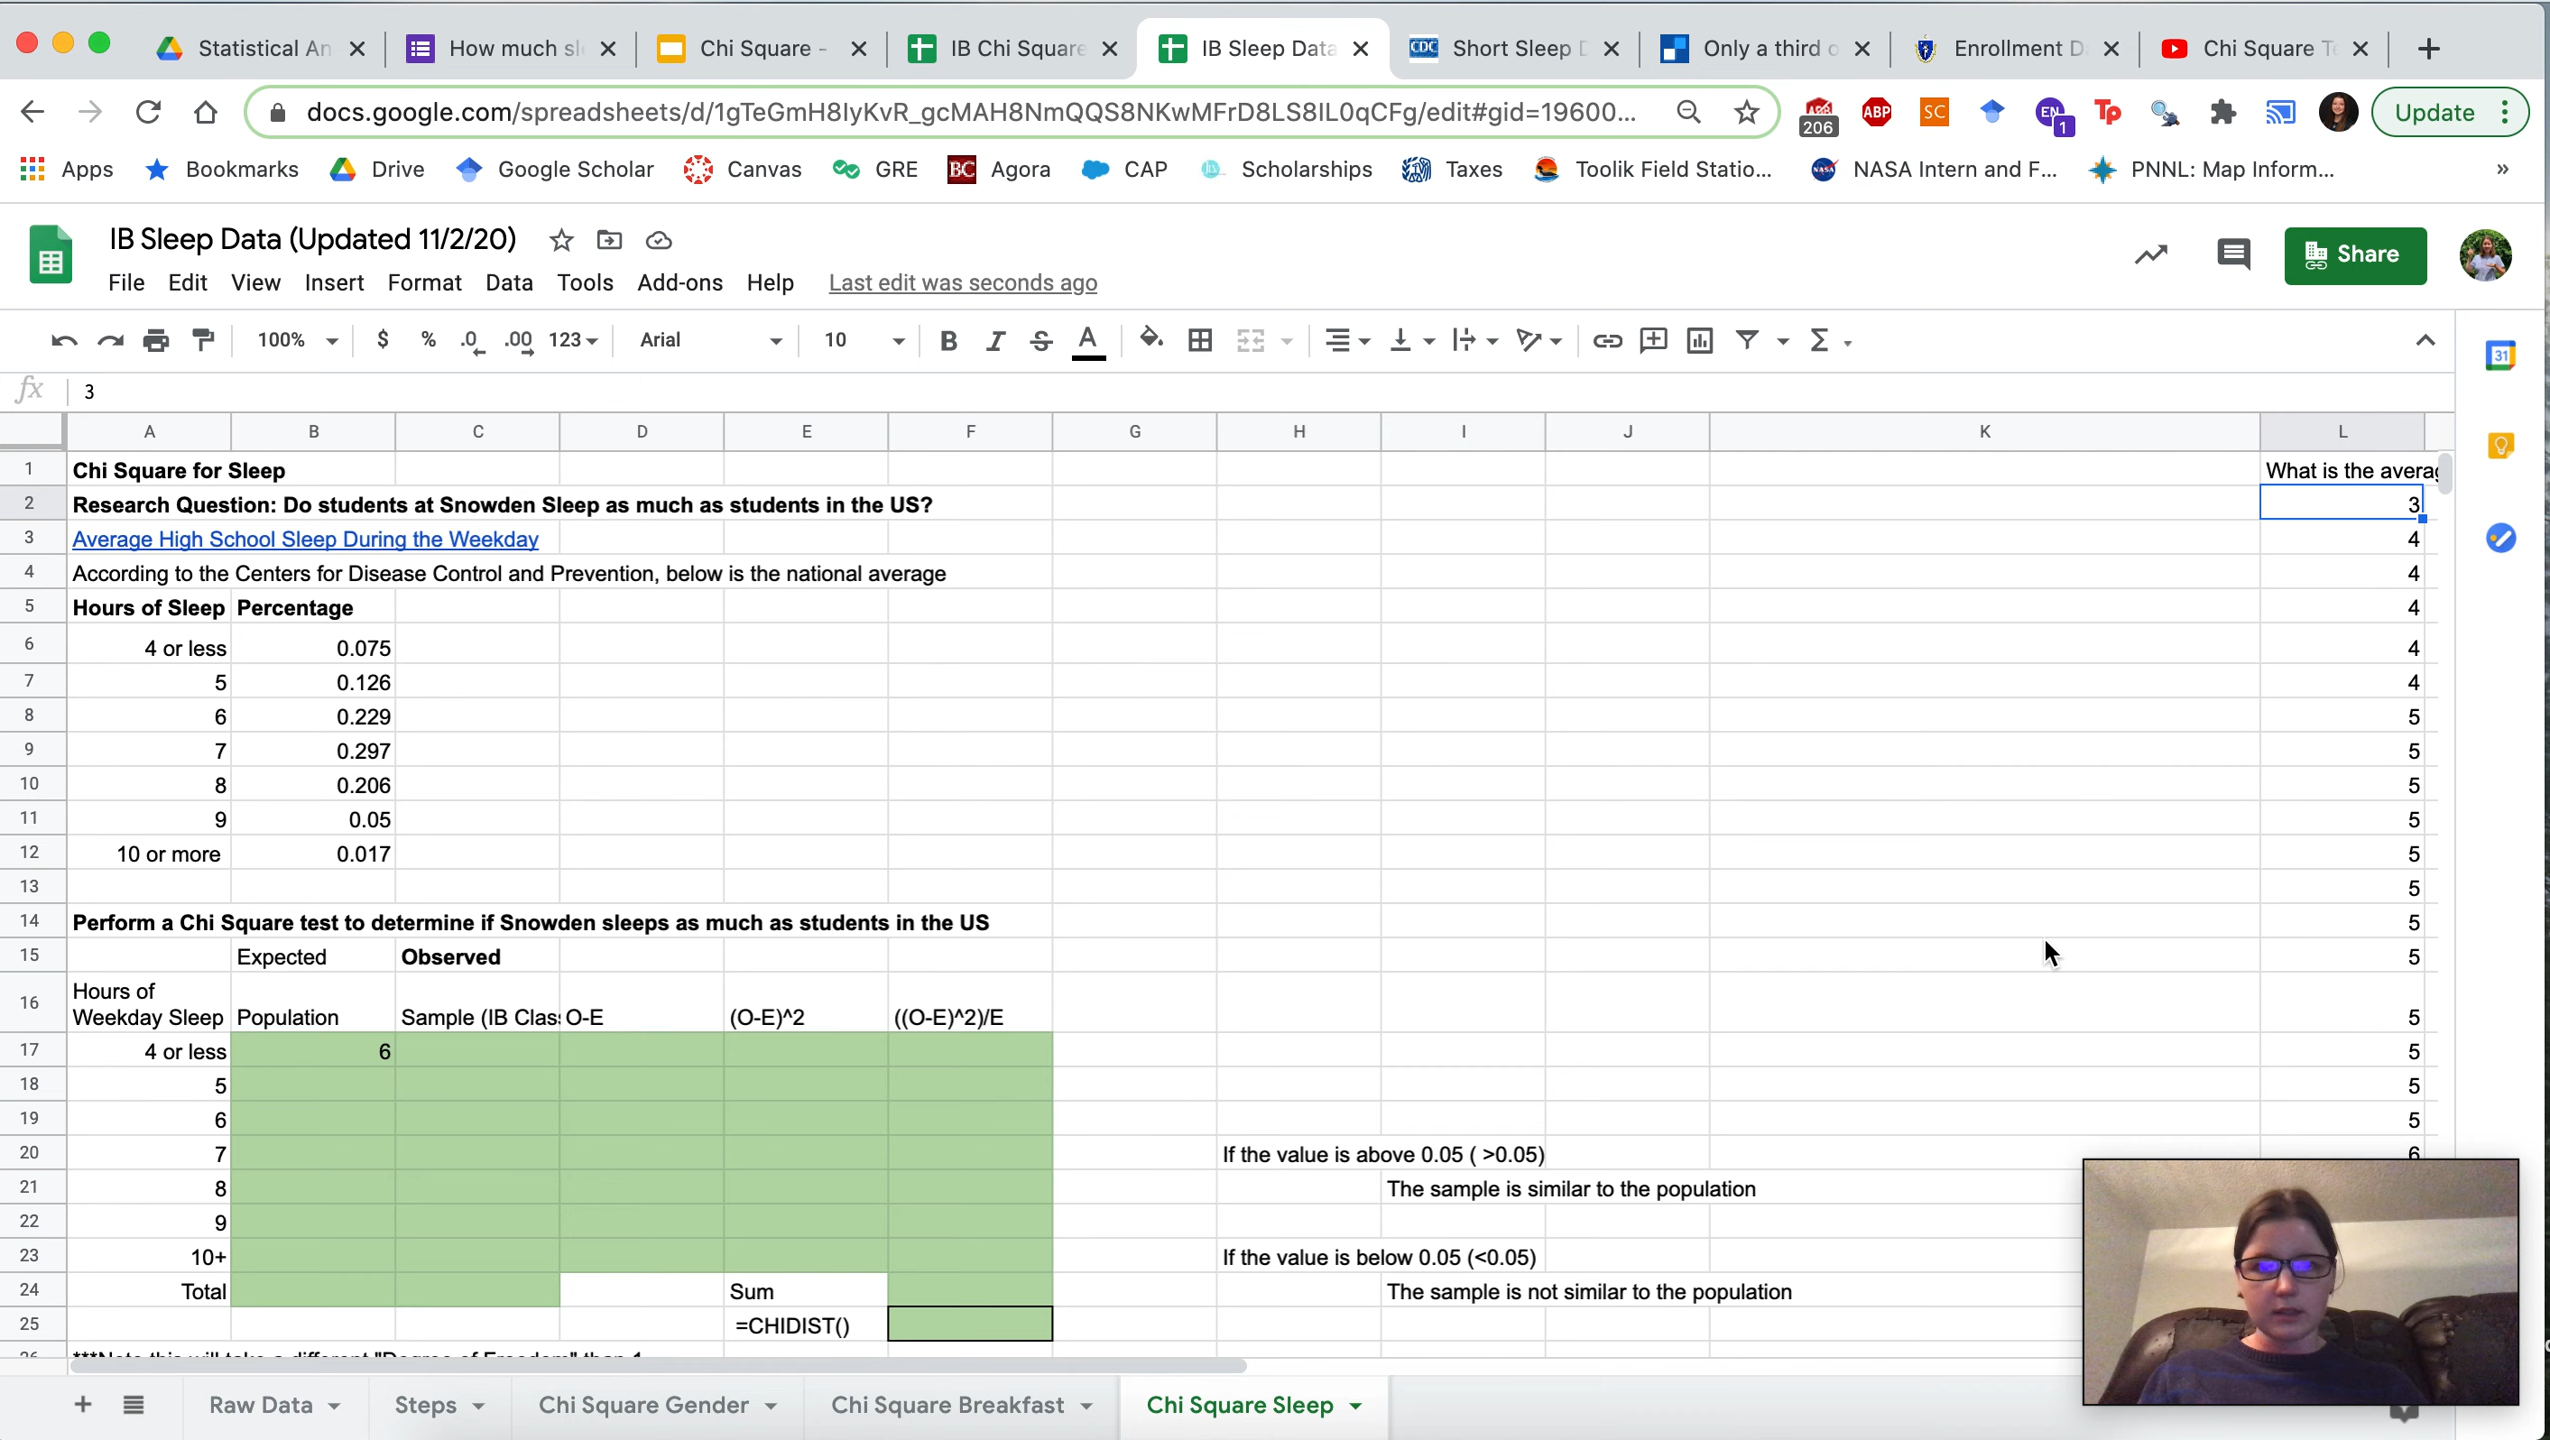 Statistical An
How much sl
Chi Square -
IB Chi Square
IB Sleep Data
Short Sleep D
Only a third o
Enrollment D
Chi Square Te
docs.google.com/spreadsheets/d/1gTeGmH8IyKvR_gcMAH8NmQQS8NKwMFrD8LS8IL0qCFg/edit#gid=19600...
206
ABP
SC
EN
1
Update
Apps
Bookmarks
Drive
Google Scholar
Canvas
GRE
BC Agora
CAP
Scholarships
Taxes
Toolik Field Statio...
NASA Intern and F...
PNNL: Map Inform...
»
IB Sleep Data (Updated 11/2/20)
File Edit View Insert Format Data Tools Add-ons Help Last edit was seconds ago
Share
100% $ % .0 .00 123 Arial 10 B I S A Σ
31
fx 3
A B C D E F G H I J K L
1 Chi Square for Sleep What is the averag
2 Research Question: Do students at Snowden Sleep as much as students in the US? 3
3 Average High School Sleep During the Weekday 4
4 According to the Centers for Disease Control and Prevention, below is the national average 4
5 Hours of Sleep Percentage 4
6 4 or less 0.075 4
7 5 0.126 4
8 6 0.229 5
9 7 0.297 5
10 8 0.206 5
11 9 0.05 5
12 10 or more 0.017 5
13 5
14 Perform a Chi Square test to determine if Snowden sleeps as much as students in the US 5
15 Expected Observed 5
16 Hours of Weekday Sleep Population Sample (IB Clas O-E (O-E)^2 ((O-E)^2)/E 5
17 4 or less 6 5
18 5 5
19 6 5
20 7 If the value is above 0.05 ( >0.05) 6
21 8 The sample is similar to the population
22 9
23 10+ If the value is below 0.05 (<0.05)
24 Total Sum The sample is not similar to the population
25 =CHIDIST()
26 ***Note this will take a different "Degree of Freedom" than 1
+ Raw Data Steps Chi Square Gender Chi Square Breakfast Chi Square Sleep